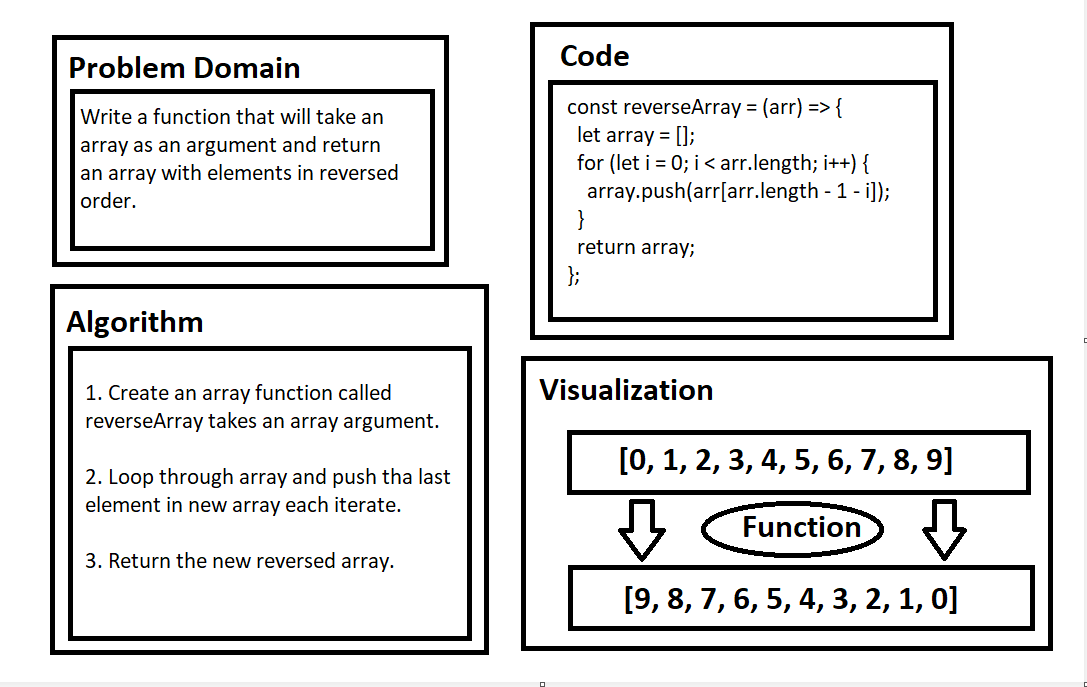 Problem Domain
Write a function that will take an
array as an argument and return
an array with elements in reversed
order.
Algorithm
1. Create an array function called
reverseArray takes an array argument.
2. Loop through array and push tha last
element in new array each iterate.
3. Return the new reversed array.
Code
const reverseArray = (arr) => {
let array = [];
for (let i = 0; i < arr.length; i++) {
array.push(arr[arr.length - 1 - i]);
}
return array;
};
Visualization
[0, 1, 2, 3, 4, 5, 6, 7, 8, 9]
Function
[9, 8, 7, 6, 5, 4, 3, 2, 1, 0]